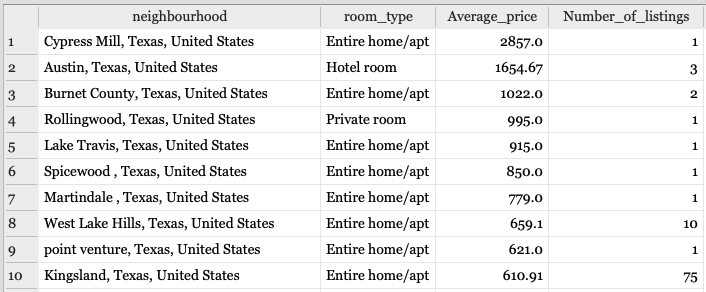 neighbourhood room_type Average_price Number_of_listings
1 Cypress Mill, Texas, United States Entire home/apt 2857.0 1
2 Austin, Texas, United States Hotel room 1654.67 3
3 Burnet County, Texas, United States Entire home/apt 1022.0 2
4 Rollingwood, Texas, United States Private room 995.0 1
5 Lake Travis, Texas, United States Entire home/apt 915.0 1
6 Spicewood , Texas, United States Entire home/apt 850.0 1
7 Martindale , Texas, United States Entire home/apt 779.0 1
8 West Lake Hills, Texas, United States Entire home/apt 659.1 10
9 point venture, Texas, United States Entire home/apt 621.0 1
10 Kingsland, Texas, United States Entire home/apt 610.91 75